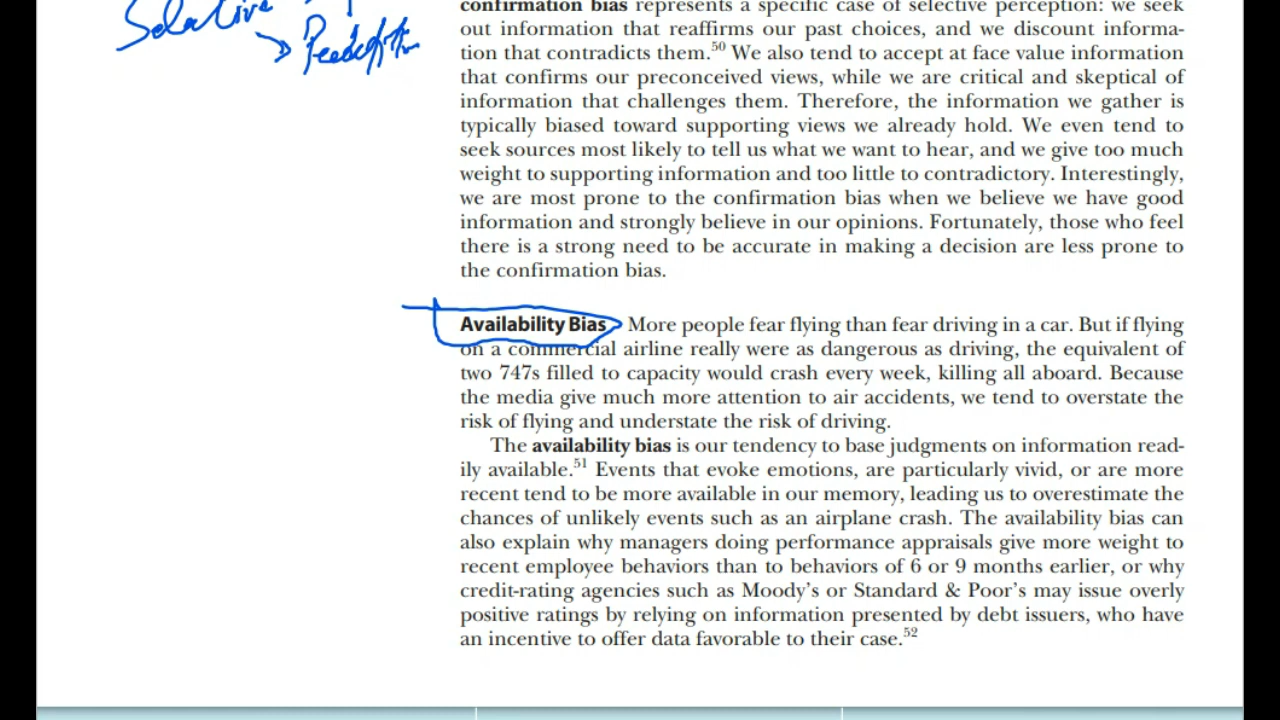 Selective
confirmation bias represents a specific case of selective perception: we seek
out information that reaffirms our past choices, and we discount informa-
tion that contradicts them.50 We also tend to accept at face value information
that confirms our preconceived views, while we are critical and skeptical of
information that challenges them. Therefore, the information we gather is
typically biased toward supporting views we already hold. We even tend to
seek sources most likely to tell us what we want to hear, and we give too much
weight to supporting information and too little to contradictory. Interestingly,
we are most prone to the confirmation bias when we believe we have good
information and strongly believe in our opinions. Fortunately, those who feel
there is a strong need to be accurate in making a decision are less prone to
the confirmation bias.
Availability Bias More people fear flying than fear driving in a car. But if flying
on a commercial airline really were as dangerous as driving, the equivalent of
two 747s filled to capacity would crash every week, killing all aboard. Because
the media give much more attention to air accidents, we tend to overstate the
risk of flying and understate the risk of driving.
The availability bias is our tendency to base judgments on information read-
ily available.51 Events that evoke emotions, are particularly vivid, or are more
recent tend to be more available in our memory, leading us to overestimate the
chances of unlikely events such as an airplane crash. The availability bias can
also explain why managers doing performance appraisals give more weight to
recent employee behaviors than to behaviors of 6 or 9 months earlier, or why
credit-rating agencies such as Moody's or Standard & Poor's may issue overly
positive ratings by relying on information presented by debt issuers, who have
an incentive to offer data favorable to their case.52